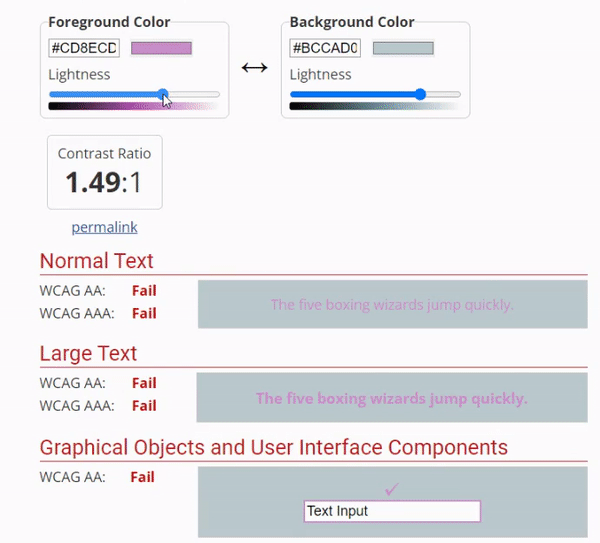 Foreground Color
Background Color
#CD8ECD
#BCCAD0
Lightness
Lightness
Contrast Ratio
1.49:1
permalink
Normal Text
WCAG AA: Fail
WCAG AAA: Fail
The five boxing wizards jump quickly.
Large Text
WCAG AA: Fail
WCAG AAA: Fail
The five boxing wizards jump quickly.
Graphical Objects and User Interface Components
WCAG AA: Fail
Text Input